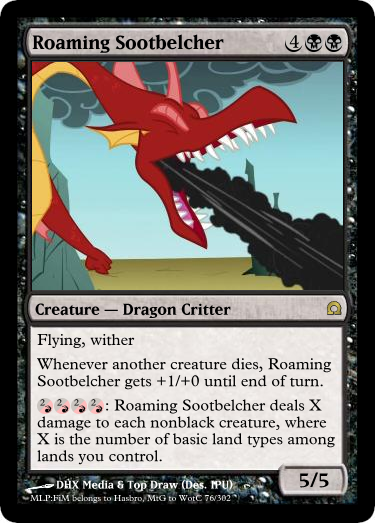 Roaming Sootbelcher 4
Creature — Dragon Critter
Flying, wither
Whenever another creature dies, Roaming
Sootbelcher gets +1/+0 until end of turn.
: Roaming Sootbelcher deals X
damage to each nonblack creature, where
X is the number of basic land types among
lands you control.
DHX Media & Top Draw (Des. IPU)
MLP:FiM belongs to Hasbro, MtG to WotC 76/302
5/5